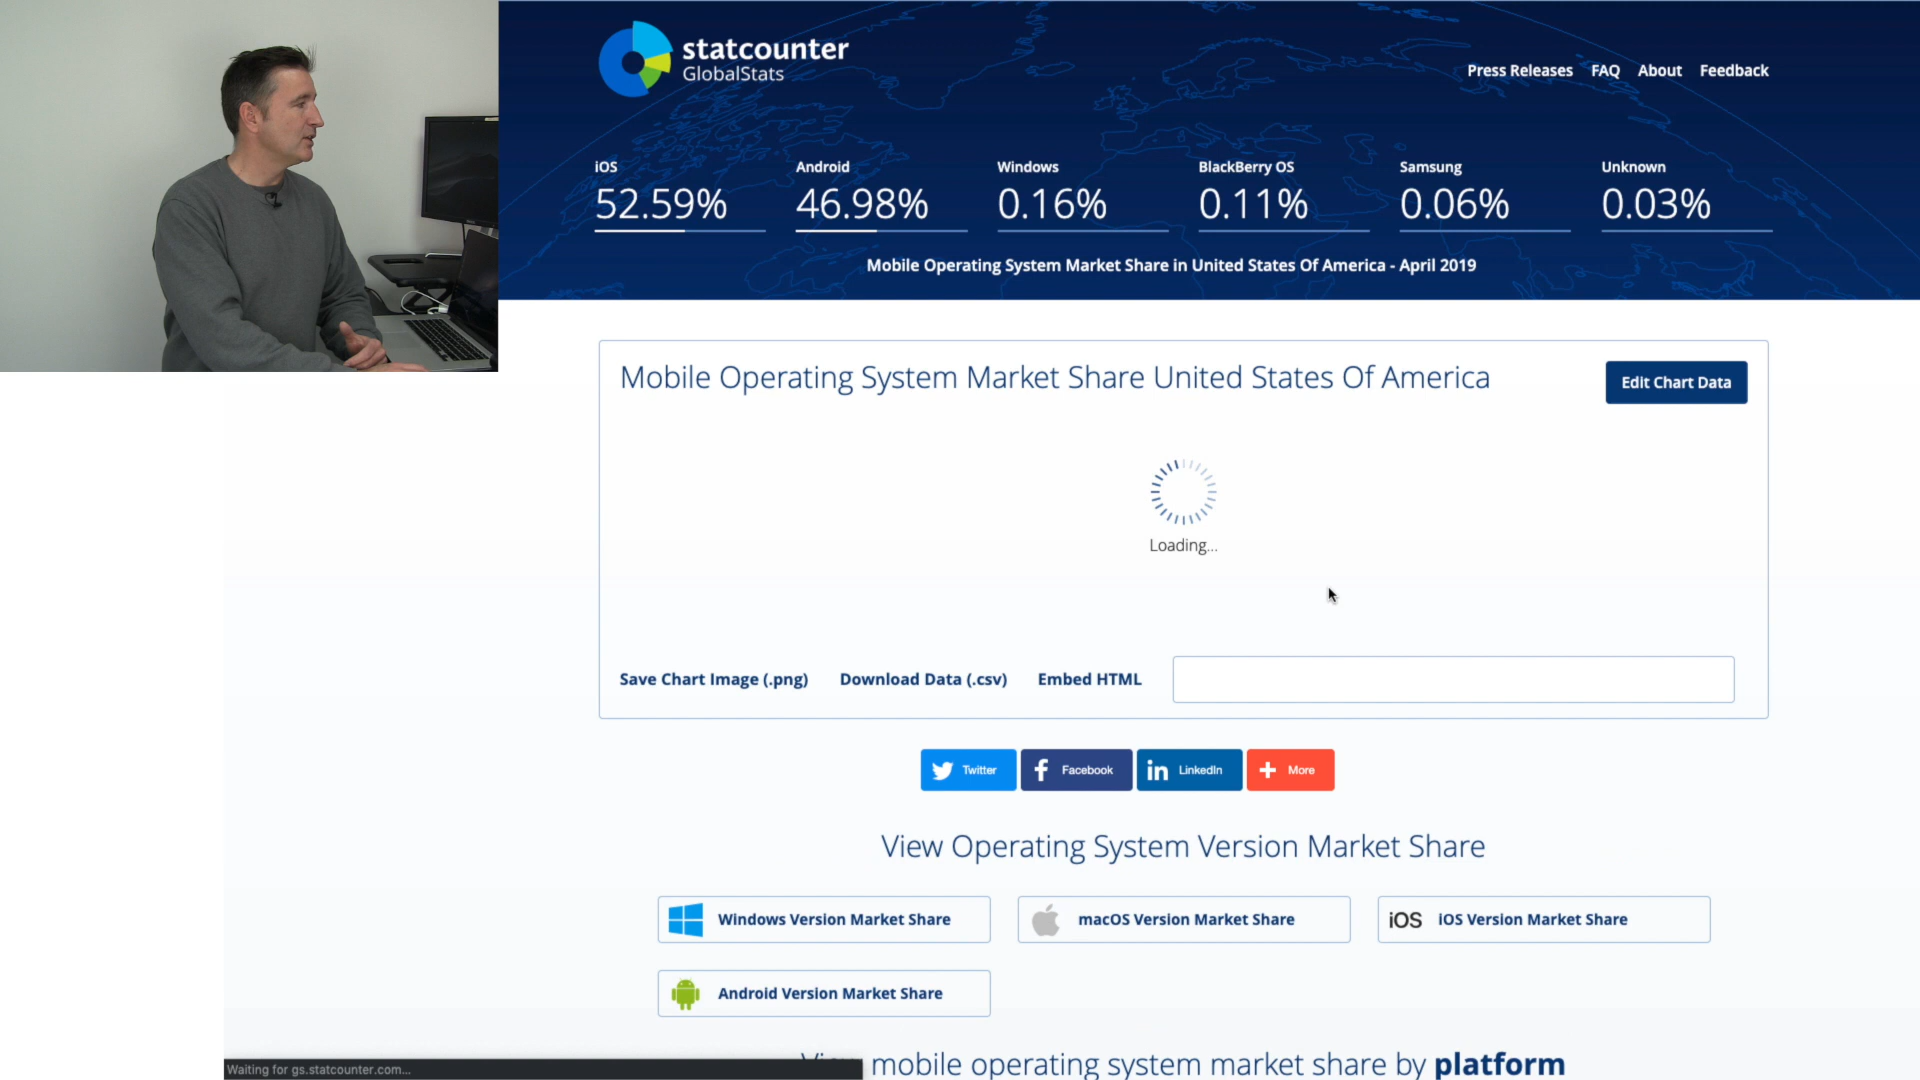 statcounter
GlobalStats
Press Releases FAQ About Feedback
iOS Android Windows BlackBerry OS Samsung Unknown
52.59% 46.98% 0.16% 0.11% 0.06% 0.03%
Mobile Operating System Market Share in United States Of America - April 2019
Mobile Operating System Market Share United States Of America
Edit Chart Data
Loading...
Save Chart Image (.png) Download Data (.csv) Embed HTML
Twitter Facebook LinkedIn More
View Operating System Version Market Share
Windows Version Market Share
macOS Version Market Share
iOS iOS Version Market Share
Android Version Market Share
View mobile operating system market share by platform
Waiting for gs.statcounter.com...